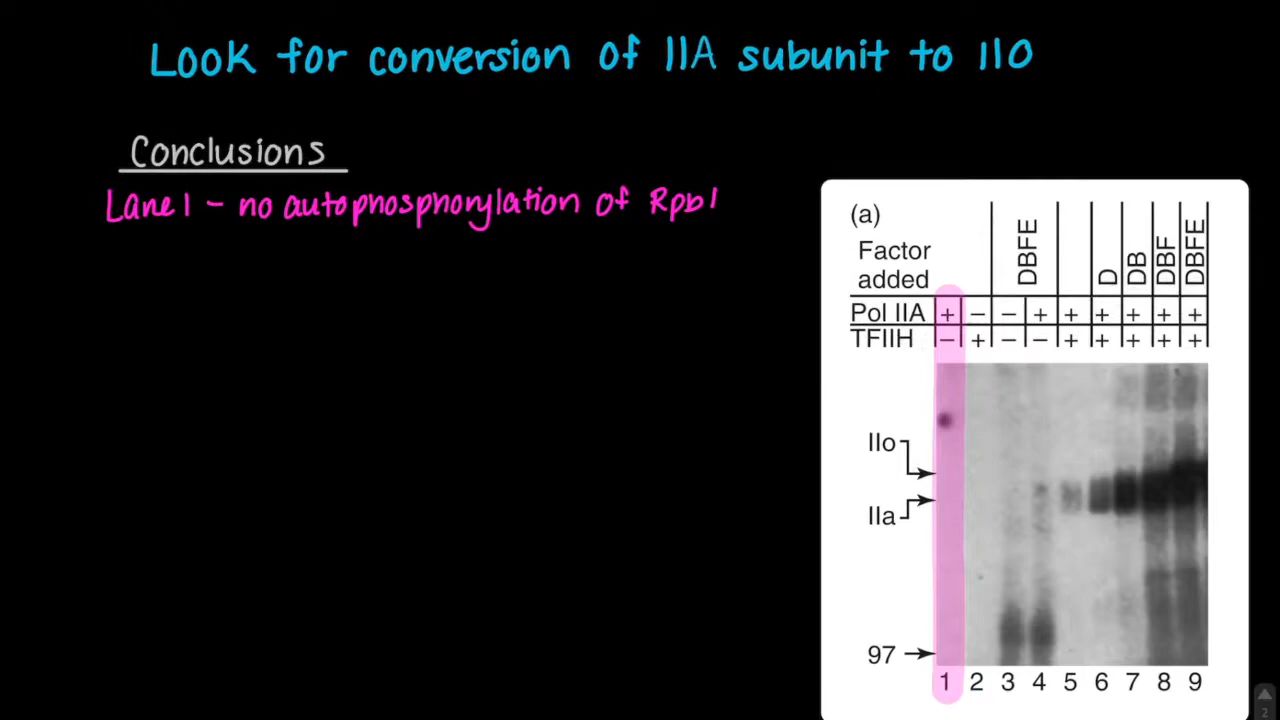 Look for conversion of IIA subunit to IIO
Conclusions
Lane 1 - no autophosphorylation of Rpb1
(a)
Factor added
DBFE D DB DBF DBFE
Pol IIA + - - + + + + + +
TFIIH - + - - + + + + +
IIo
IIa
97
1 2 3 4 5 6 7 8 9
2